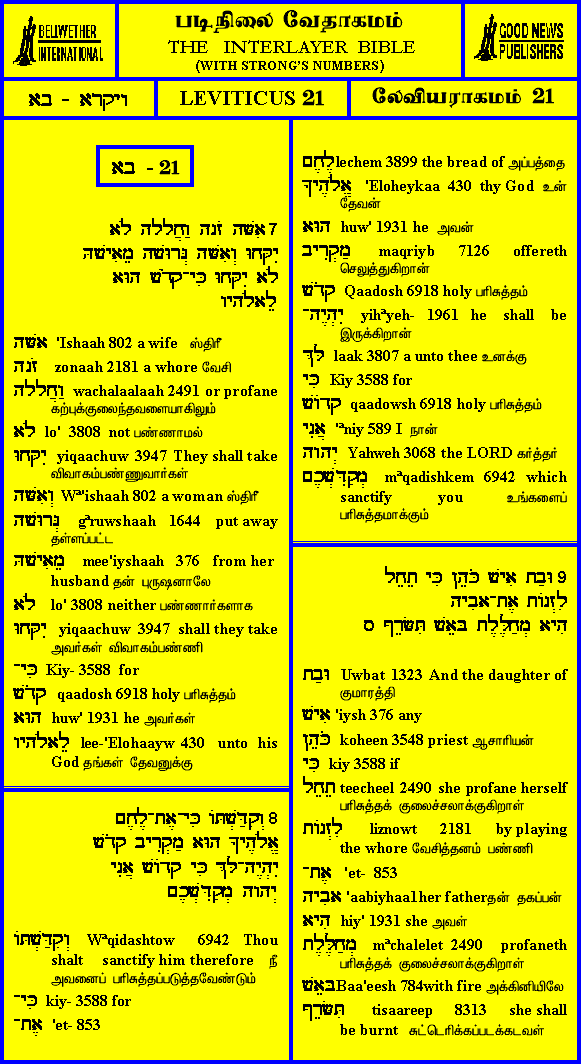 BELLWETHER
INTERNATIONAL
படிநிலை வேதாகமம்
THE INTERLAYER BIBLE
(WITH STRONG'S NUMBERS)
GOOD NEWS
PUBLISHERS
ויקרא - בא
LEVITICUS 21
லேவியராகமம் 21
בא - 21
7 אִשָּׁה זֹנָה וַחֲלָלָה לֹא
יִקָּחוּ וְאִשָּׁה גְּרוּשָׁה מֵאִישָׁהּ
לֹא יִקָּחוּ כִּי־קָדֹשׁ הוּא
לֵאלֹהָיו
אִשָּׁה 'Ishaah 802 a wife ஸ்திரீ
זֹנָה zonaah 2181 a whore வேசி
וַחֲלָלָה wachalaalaah 2491 or profane
கற்புக்குலைந்தவளையாகிலும்
לֹא lo' 3808 not பண்ணாமல்
יִקָּחוּ yiqaachuw 3947 They shall take
விவாகம்பண்ணுவார்கள்
וְאִשָּׁה Wª'ishaah 802 a woman ஸ்திரீ
גְּרוּשָׁה gªruwshaah 1644 put away
தள்ளப்பட்ட
מֵאִישָׁהּ mee'iyshaah 376 from her
husband தன் புருஷனாலே
לֹא lo' 3808 neither பண்ணார்களாக
יִקָּחוּ yiqaachuw 3947 shall they take
அவர்கள் விவாகம்பண்ணி
כִּי־ Kiy- 3588 for
קָדֹשׁ qaadosh 6918 holy பரிசுத்தம்
הוּא huw' 1931 he அவர்கள்
לֵאלֹהָיו lee-'Elohaayw 430 unto his
God தங்கள் தேவனுக்கு
8 וְקִדַּשְׁתּוֹ כִּי־אֶת־לֶחֶם
אֱלֹהֶיךָ הוּא מַקְרִיב קָדֹשׁ
יִהְיֶה־לָּךְ כִּי קָדוֹשׁ אֲנִי
יְהוָה מְקַדִּשְׁכֶם
וְקִדַּשְׁתּוֹ Wªqidashtow 6942 Thou
shalt sanctify him therefore நீ
அவனைப் பரிசுத்தப்படுத்தவேண்டும்
כִּי־ kiy- 3588 for
אֶת־ 'et- 853
לֶחֶם lechem 3899 the bread of அப்பத்தை
אֱלֹהֶיךָ 'Eloheykaa 430 thy God உன்
தேவன்
הוּא huw' 1931 he அவன்
מַקְרִיב maqriyb 7126 offereth
செலுத்துகிறான்
קָדֹשׁ Qaadosh 6918 holy பரிசுத்தம்
יִהְיֶה־ yihªyeh- 1961 he shall be
இருக்கிறான்
לָּךְ laak 3807 a unto thee உனக்கு
כִּי Kiy 3588 for
קָדוֹשׁ qaadowsh 6918 holy பரிசுத்தம்
אֲנִי 'ªniy 589 I நான்
יְהוָה Yahweh 3068 the LORD கர்த்தர்
מְקַדִּשְׁכֶם mªqadishkem 6942 which
sanctify you உங்களைப்
பரிசுத்தமாக்கும்
9 וּבַת אִישׁ כֹּהֵן כִּי תֵחֵל
לִזְנוֹת אֶת־אָבִיהָ
הִיא מְחַלֶּלֶת בָּאֵשׁ תִּשָּׂרֵף ס
וּבַת Uwbat 1323 And the daughter of
குமாரத்தி
אִישׁ 'iysh 376 any
כֹּהֵן koheen 3548 priest ஆசாரியன்
כִּי kiy 3588 if
תֵחֵל teecheel 2490 she profane herself
பரிசுத்தக் குலைச்சலாக்குகிறாள்
לִזְנוֹת liznowt 2181 by playing
the whore வேசித்தனம் பண்ணி
אֶת־ 'et- 853
אָבִיהָ 'aabiyhaa1her fatherதன் தகப்பன்
הִיא hiy' 1931 she அவள்
מְחַלֶּלֶת mªchalelet 2490 profaneth
பரிசுத்தக் குலைச்சலாக்குகிறாள்
בָּאֵשׁ Baa'eesh 784with fire அக்கினியிலே
תִּשָּׂרֵף tisaareep 8313 she shall
be burnt சுட்டெரிக்கப்படக்கடவள்